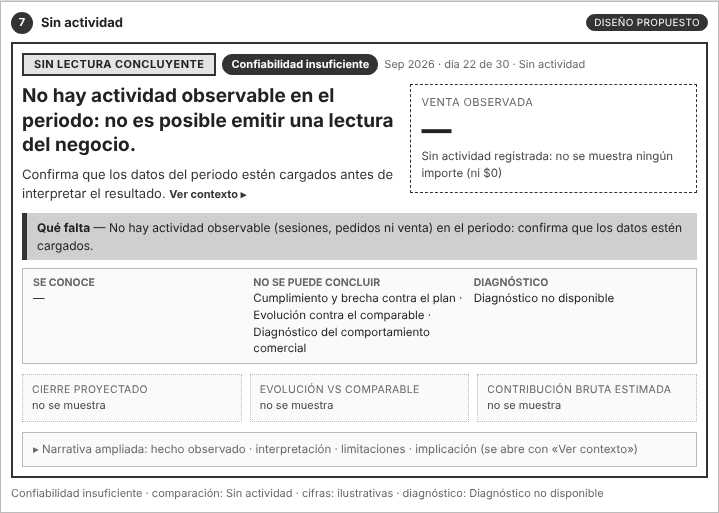 7 Sin actividad
DISEÑO PROPUESTO
SIN LECTURA CONCLUYENTE Confiabilidad insuficiente Sep 2026 · día 22 de 30 · Sin actividad
No hay actividad observable en el
periodo: no es posible emitir una lectura
del negocio.
Confirma que los datos del periodo estén cargados antes de
interpretar el resultado. Ver contexto ▸
VENTA OBSERVADA
—
Sin actividad registrada: no se muestra ningún
importe (ni $0)
Qué falta — No hay actividad observable (sesiones, pedidos ni venta) en el periodo: confirma que los datos estén
cargados.
SE CONOCE
—
NO SE PUEDE CONCLUIR
Cumplimiento y brecha contra el plan ·
Evolución contra el comparable ·
Diagnóstico del comportamiento
comercial
DIAGNÓSTICO
Diagnóstico no disponible
CIERRE PROYECTADO
no se muestra
EVOLUCIÓN VS COMPARABLE
no se muestra
CONTRIBUCIÓN BRUTA ESTIMADA
no se muestra
▸ Narrativa ampliada: hecho observado · interpretación · limitaciones · implicación (se abre con «Ver contexto»)
Confiabilidad insuficiente · comparación: Sin actividad · cifras: ilustrativas · diagnóstico: Diagnóstico no disponible